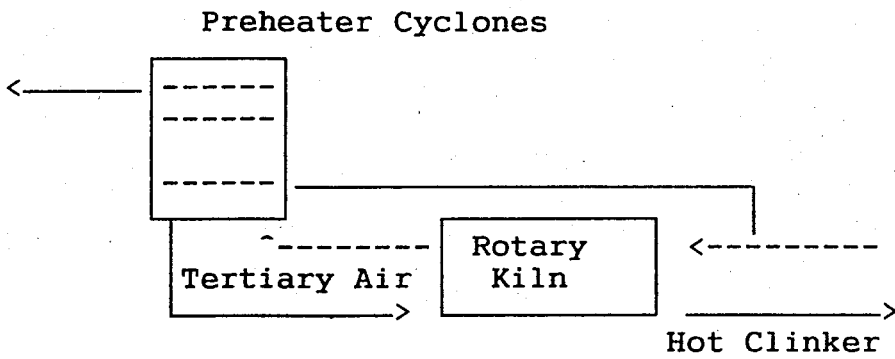 Preheater Cyclones
Rotary
Tertiary Air Kiln
Hot Clinker